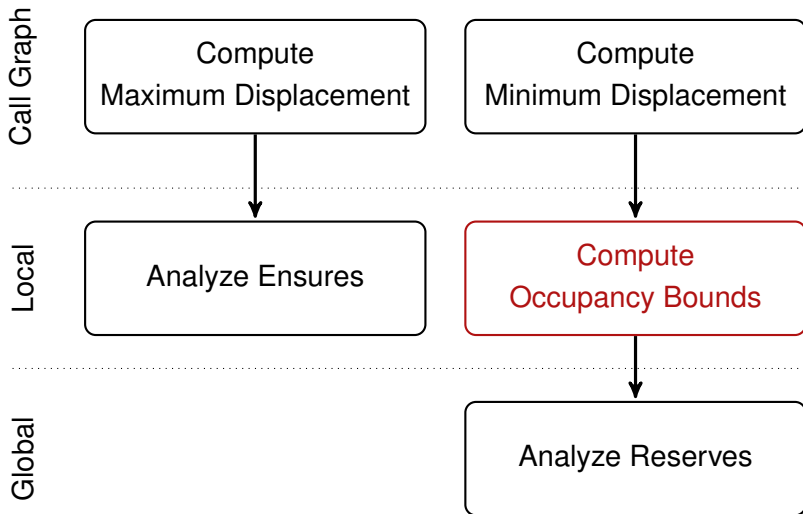 Call Graph
Compute
Maximum Displacement
Compute
Minimum Displacement
Local
Analyze Ensures
Compute
Occupancy Bounds
Global
Analyze Reserves